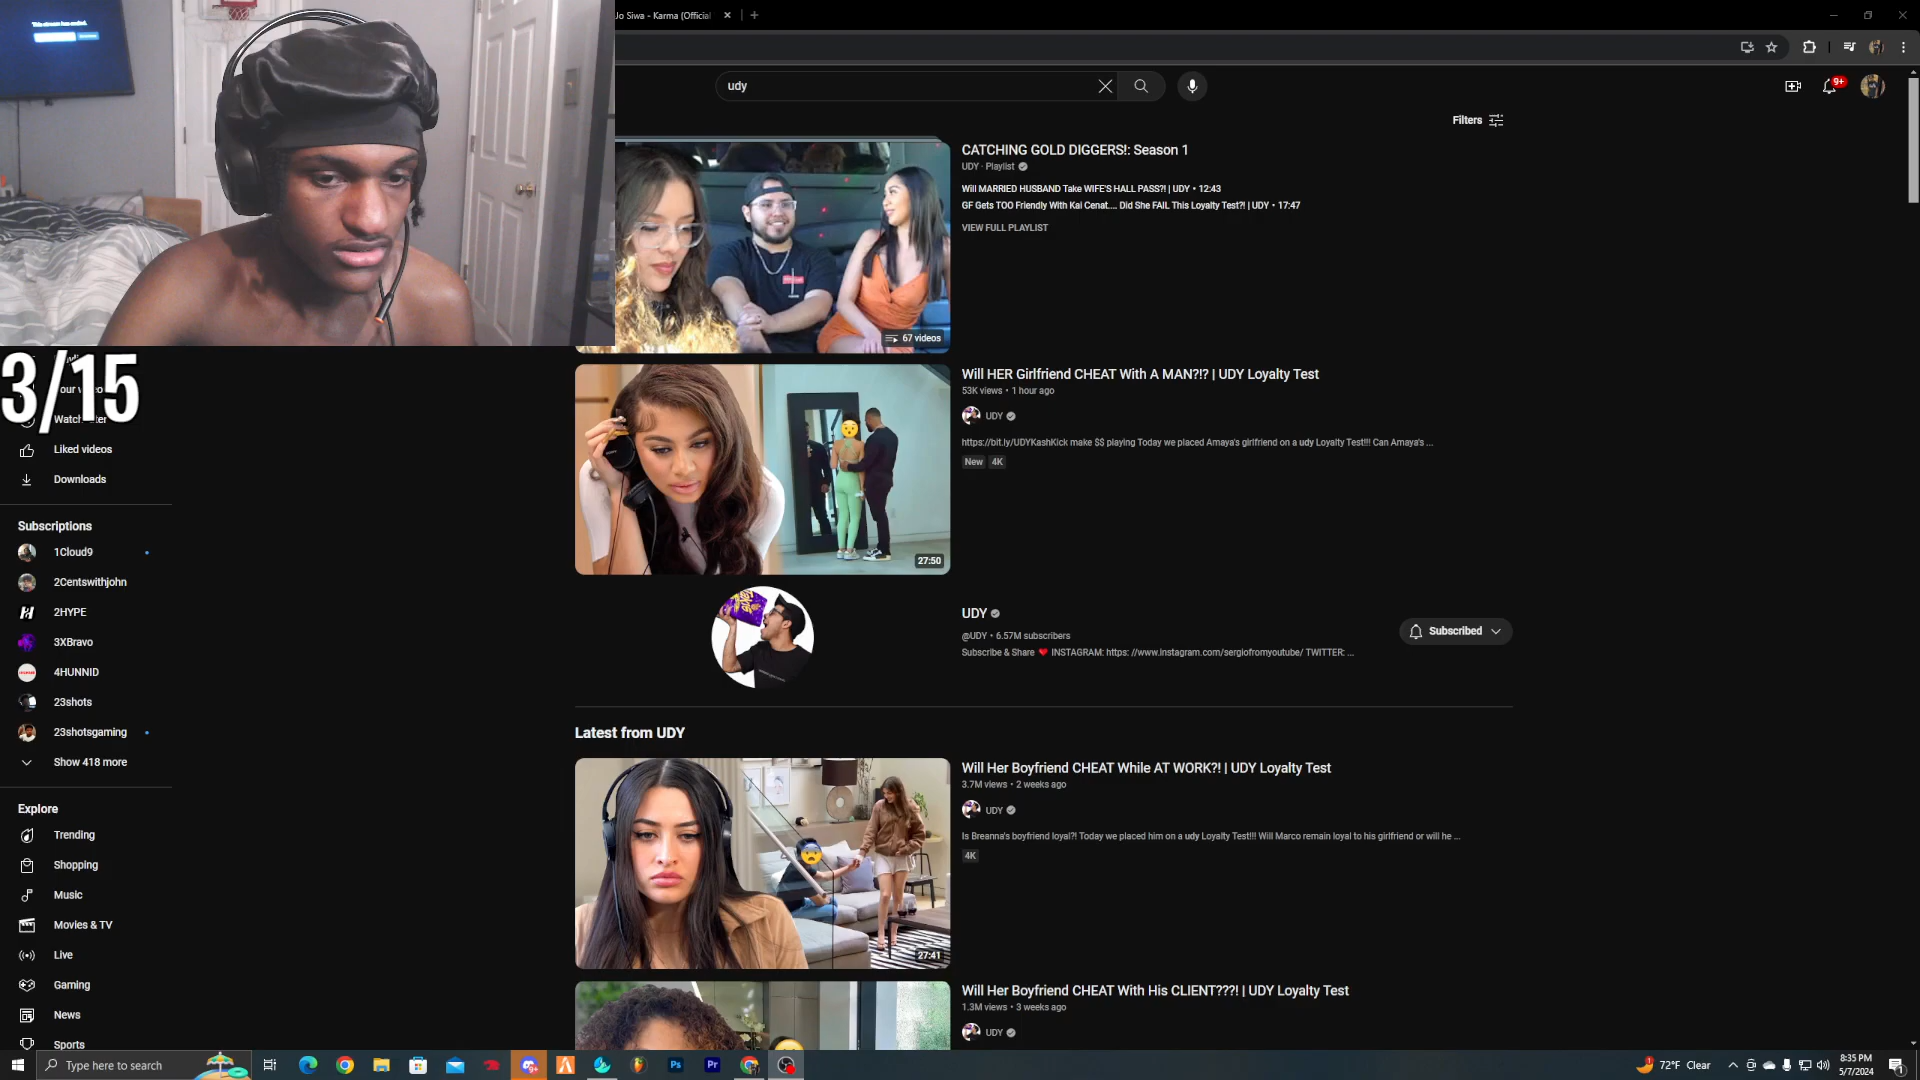 This stream has ended.
Jo Siwa - Karma (Official
udy
9+
Filters
CATCHING GOLD DIGGERS!: Season 1
UDY · Playlist
Will MARRIED HUSBAND Take WIFE'S HALL PASS?! | UDY • 12:43
GF Gets TOO Friendly With Kai Cenat.... Did She FAIL This Loyalty Test?! | UDY • 17:47
VIEW FULL PLAYLIST
67 videos
3/15
Liked videos
Downloads
Subscriptions
1Cloud9
2Centswithjohn
2HYPE
3XBravo
4HUNNID
23shots
23shotsgaming
Show 418 more
Explore
Trending
Shopping
Music
Movies & TV
Live
Gaming
News
Sports
Will HER Girlfriend CHEAT With A MAN?!? | UDY Loyalty Test
53K views • 1 hour ago
UDY
https://bit.ly/UDYKashKick make $$ playing Today we placed Amaya's girlfriend on a udy Loyalty Test!!! Can Amaya's ...
New 4K
27:50
UDY
@UDY • 6.57M subscribers
Subscribe & Share ❤ INSTAGRAM: https: //www.instagram.com/sergiofromyoutube/ TWITTER: ...
Subscribed
Latest from UDY
Will Her Boyfriend CHEAT While AT WORK?! | UDY Loyalty Test
3.7M views • 2 weeks ago
UDY
Is Breanna's boyfriend loyal?! Today we placed him on a udy Loyalty Test!!! Will Marco remain loyal to his girlfriend or will he ...
4K
27:41
Will Her Boyfriend CHEAT With His CLIENT???! | UDY Loyalty Test
1.3M views • 3 weeks ago
UDY
Type here to search
Ps
Pr
72°F Clear
8:35 PM
5/7/2024
1